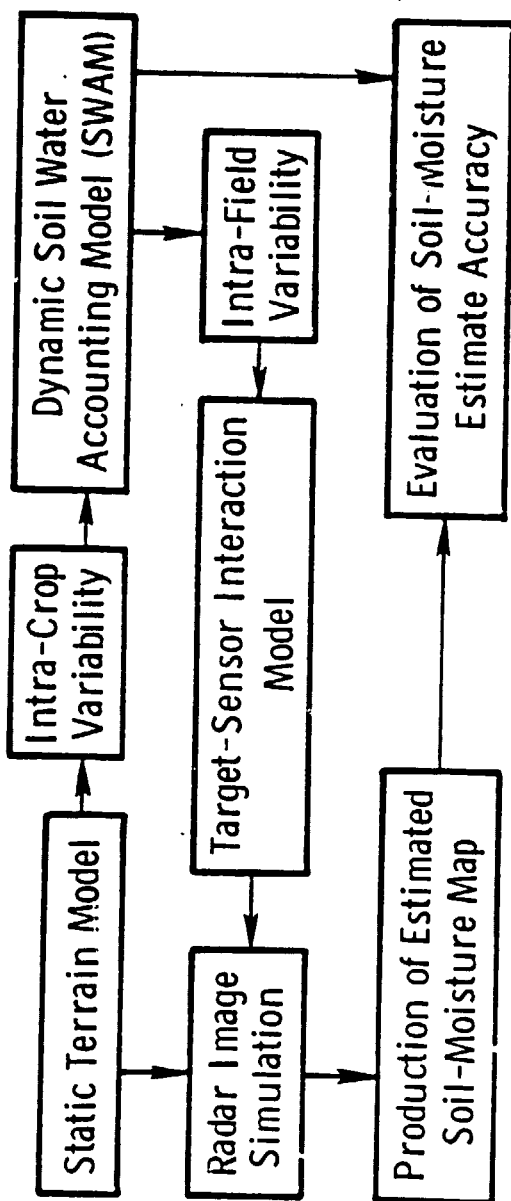 Static Terrain Model
Intra-Crop
Variability
Dynamic Soil Water
Accounting Model (SWAM)
Intra-Field
Variability
Target-Sensor Interaction
Model
Radar Image
Simulation
Production of Estimated
Soil-Moisture Map
Evaluation of Soil-Moisture
Estimate Accuracy